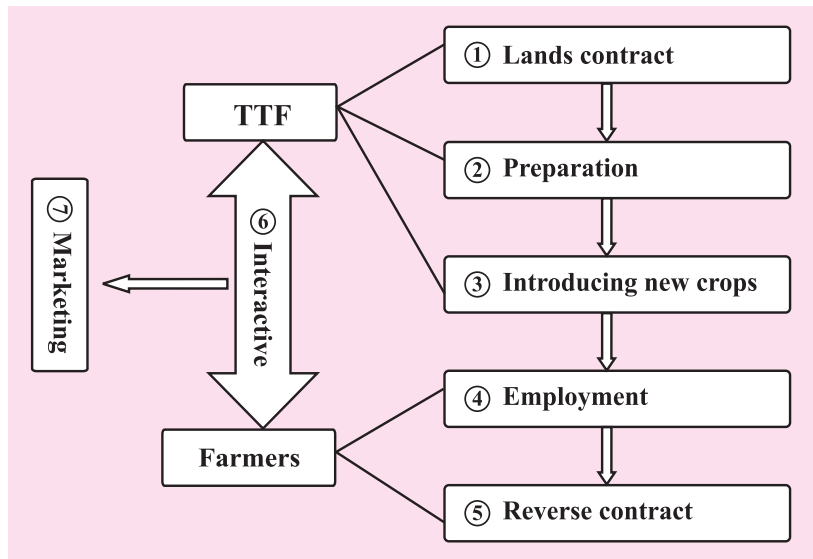 ① Lands contract
TTF
② Preparation
⑦ Marketing
⑥ Interactive
③ Introducing new crops
④ Employment
Farmers
⑤ Reverse contract